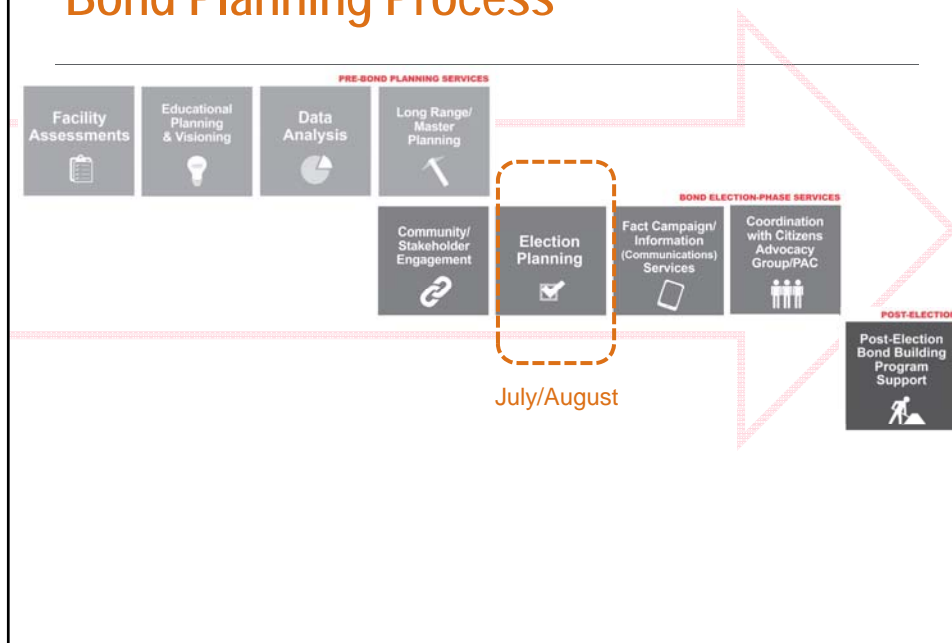 Bond Planning Process
PRE-BOND PLANNING SERVICES
Facility
Assessments
Educational
Planning
& Visioning
Data
Analysis
Long Range/
Master
Planning
BOND ELECTION-PHASE SERVICES
Community/
Stakeholder
Engagement
Election
Planning
Fact Campaign/
Information
(Communications)
Services
Coordination
with Citizens
Advocacy
Group/PAC
POST-ELECTION
Post-Election
Bond Building
Program
Support
July/August